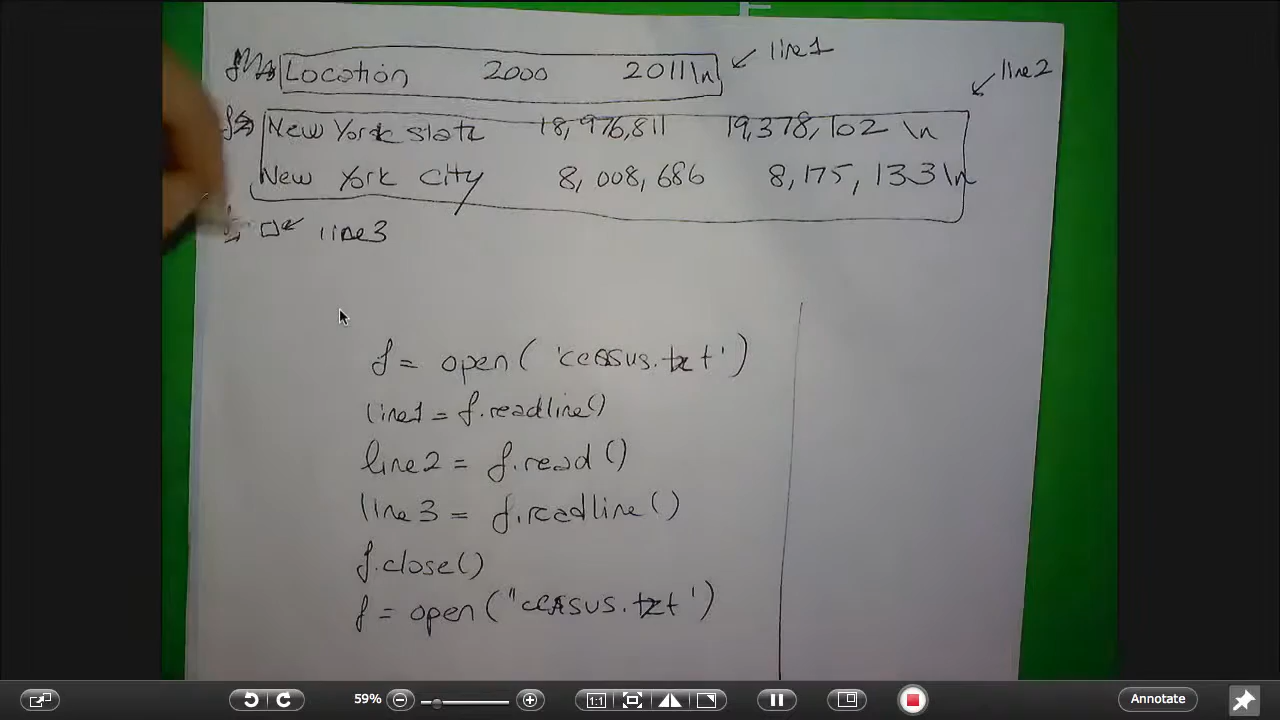 Location 2000 2011\n line1
New York state 18,976,811 19,378,102 \n line2
New York City 8,008,686 8,175,133\n
line3
f = open( 'census.txt' )
line1 = f.readline()
line2 = f.read()
line3 = f.readline()
f.close()
f = open("census.txt')
59%
1:1
Annotate